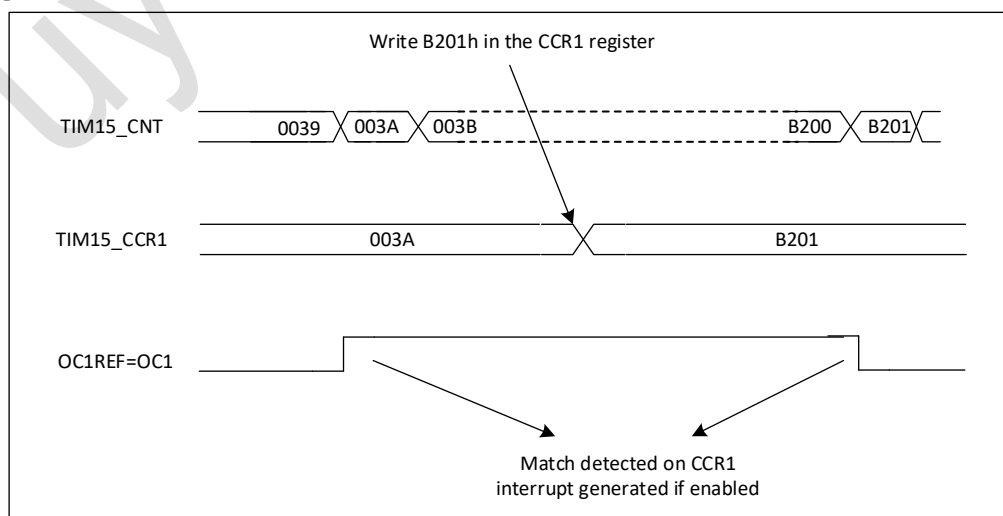 Write B201h in the CCR1 register
TIM15_CNT 0039 003A 003B B200 B201
TIM15_CCR1 003A B201
OC1REF=OC1
Match detected on CCR1
interrupt generated if enabled